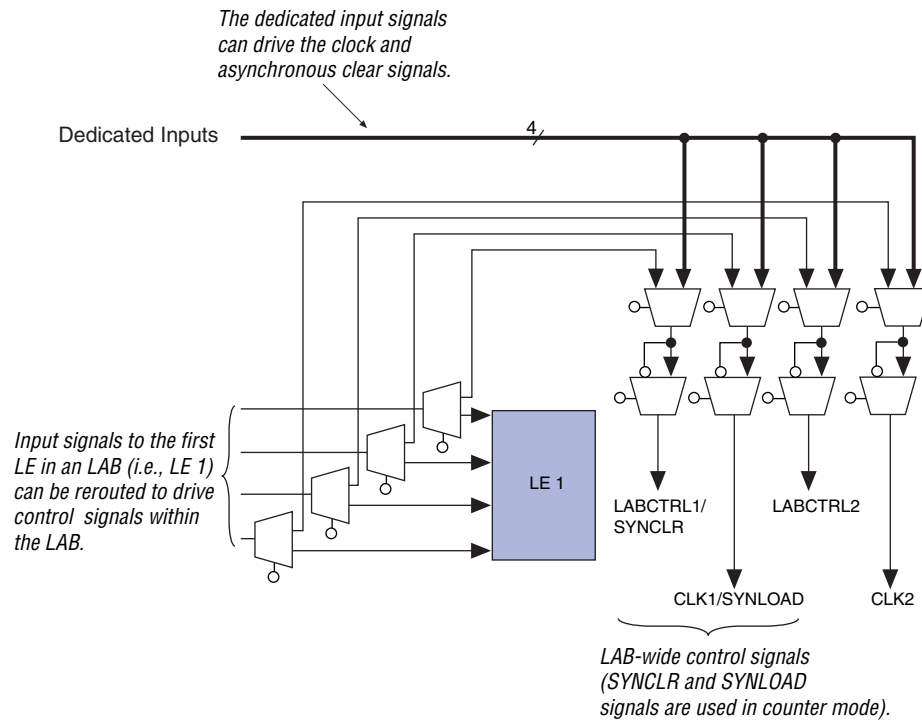 The dedicated input signals
can drive the clock and
asynchronous clear signals.
Dedicated Inputs
4
Input signals to the first
LE in an LAB (i.e., LE 1)
can be rerouted to drive
control signals within
the LAB.
LE 1
LABCTRL1/
SYNCLR
LABCTRL2
CLK1/SYNLOAD
CLK2
LAB-wide control signals
(SYNCLR and SYNLOAD
signals are used in counter mode).